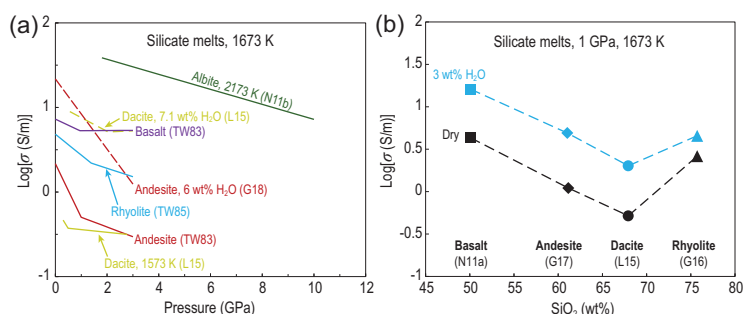 (a)
Silicate melts, 1673 K
Albite, 2173 K (N11b)
Dacite, 7.1 wt% H₂O (L15)
Basalt (TW83)
Andesite, 6 wt% H₂O (G18)
Rhyolite (TW85)
Andesite (TW83)
Dacite, 1573 K (L15)
Log[σ (S/m)]
2
1
0
-1
0 2 4 6 8 10 12 14
Pressure (GPa)
(b)
Silicate melts, 1 GPa, 1673 K
3 wt% H₂O
Dry
Log[σ (S/m)]
2
1.5
1
0.5
0
-0.5
-1
Basalt Andesite Dacite Rhyolite
(N11a) (G17) (L15) (G16)
45 50 55 60 65 70 75 80
SiO₂ (wt%)